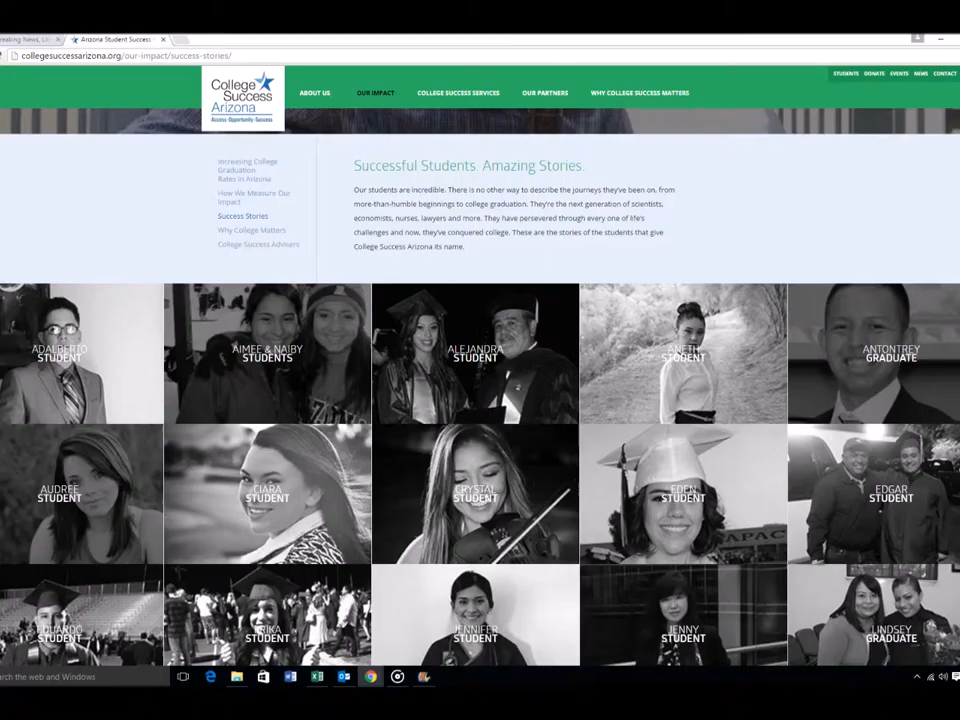 reaking News, Lin
Arizona Student Success
collegesuccessarizona.org/our-impact/success-stories/
STUDENTS DONATE EVENTS NEWS CONTACT
College
Success
Arizona
Access·Opportunity·Success
ABOUT US OUR IMPACT COLLEGE SUCCESS SERVICES OUR PARTNERS WHY COLLEGE SUCCESS MATTERS
Increasing College
Graduation
Rates in Arizona
How We Measure Our
Impact
Success Stories
Why College Matters
College Success Advisers
Successful Students. Amazing Stories.
Our students are incredible. There is no other way to describe the journeys they've been on, from
more-than-humble beginnings to college graduation. They're the next generation of scientists,
economists, nurses, lawyers and more. They have persevered through every one of life's
challenges and now, they've conquered college. These are the stories of the students that give
College Success Arizona its name.
ADALBERTO
STUDENT
AIMEE & NAIBY
STUDENTS
ALEJANDRA
STUDENT
ANETH
STUDENT
ANTONTREY
GRADUATE
AUDREE
STUDENT
CIARA
STUDENT
CRYSTAL
STUDENT
EDEN
STUDENT
EDGAR
STUDENT
EDUARDO
STUDENT
ERIKA
STUDENT
JENNIFER
STUDENT
JENNY
STUDENT
LINDSEY
GRADUATE
arch the web and Windows